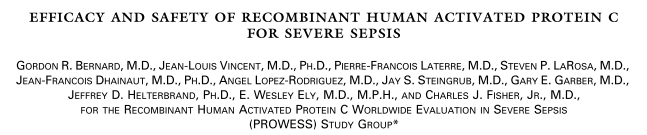 EFFICACY AND SAFETY OF RECOMBINANT HUMAN ACTIVATED PROTEIN C
FOR SEVERE SEPSIS
GORDON R. BERNARD, M.D., JEAN-LOUIS VINCENT, M.D., PH.D., PIERRE-FRANCOIS LATERRE, M.D., STEVEN P. LAROSA, M.D.,
JEAN-FRANCOIS DHAINAUT, M.D., PH.D., ANGEL LOPEZ-RODRIGUEZ, M.D., JAY S. STEINGRUB, M.D., GARY E. GARBER, M.D.,
JEFFREY D. HELTERBRAND, PH.D., E. WESLEY ELY, M.D., M.P.H., AND CHARLES J. FISHER, JR., M.D.,
FOR THE RECOMBINANT HUMAN ACTIVATED PROTEIN C WORLDWIDE EVALUATION IN SEVERE SEPSIS
(PROWESS) STUDY GROUP*